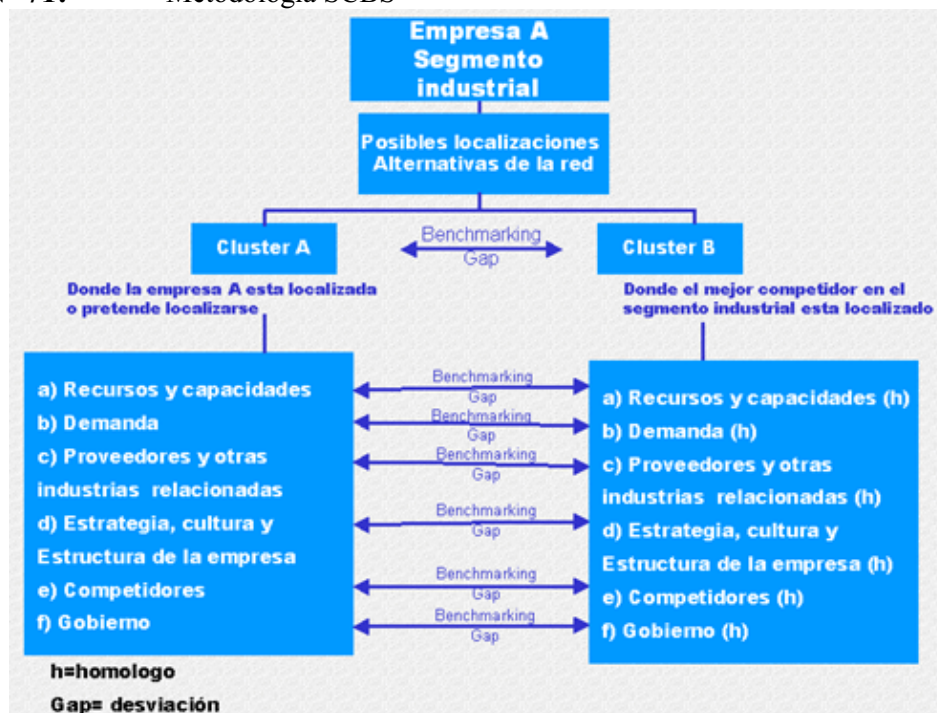 Metodología SCBS
Empresa A
Segmento
industrial
Posibles localizaciones
Alternativas de la red
Cluster A
Benchmarking
Gap
Cluster B
Donde la empresa A esta localizada
o pretende localizarse
Donde el mejor competidor en el
segmento industrial esta localizado
a) Recursos y capacidades
b) Demanda
c) Proveedores y otras
industrias relacionadas
d) Estrategia, cultura y
Estructura de la empresa
e) Competidores
f) Gobierno
Benchmarking
Gap
Benchmarking
Gap
Benchmarking
Gap
Benchmarking
Gap
Benchmarking
Gap
Benchmarking
Gap
a) Recursos y capacidades (h)
b) Demanda (h)
c) Proveedores y otras
industrias relacionadas (h)
d) Estrategia, cultura y
Estructura de la empresa (h)
e) Competidores (h)
f) Gobierno (h)
h=homologo
Gap= desviación